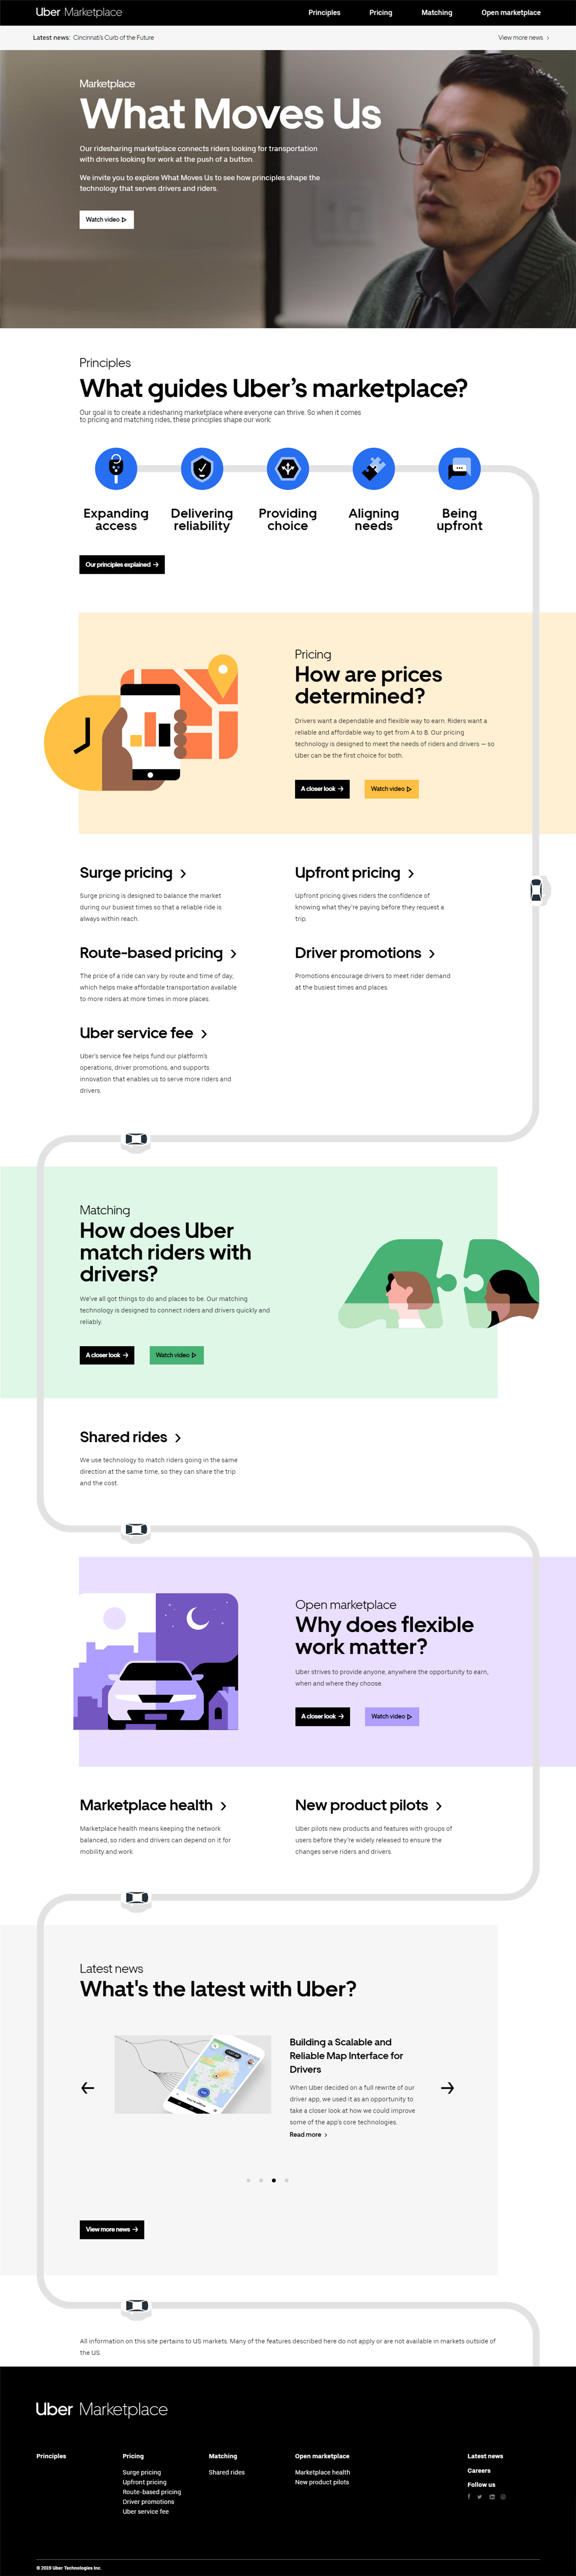 Uber Marketplace
Principles
Pricing
Matching
Open marketplace
Latest news: Cincinnati's Curb of the Future
View more news >
Marketplace
What Moves Us
Our ridesharing marketplace connects riders looking for transportation
with drivers looking for work at the push of a button.
We invite you to explore What Moves Us to see how principles shape the
technology that serves drivers and riders.
Watch video
Principles
What guides Uber’s marketplace?
Our goal is to create a ridesharing marketplace where everyone can thrive. So when it comes
to pricing and matching rides, these principles shape our work:
Expanding
access
Delivering
reliability
Providing
choice
Aligning
needs
Being
upfront
Our principles explained →
Pricing
How are prices
determined?
Drivers want a dependable and flexible way to earn. Riders want a
reliable and affordable way to get from A to B. Our pricing
technology is designed to meet the needs of riders and drivers — so
Uber can be the first choice for both.
A closer look →
Watch video
Surge pricing >
Surge pricing is designed to balance the market
during our busiest times so that a reliable ride is
always within reach.
Upfront pricing >
Upfront pricing gives riders the confidence of
knowing what they're paying before they request a
trip.
Route-based pricing >
The price of a ride can vary by route and time of day,
which helps make affordable transportation available
to more riders at more times in more places.
Driver promotions >
Promotions encourage drivers to meet rider demand
at the busiest times and places.
Uber service fee >
Uber's service fee helps fund our platform's
operations, driver promotions, and supports
innovation that enables us to serve more riders and
drivers.
Matching
How does Uber
match riders with
drivers?
We've all got things to do and places to be. Our matching
technology is designed to connect riders and drivers quickly and
reliably.
A closer look →
Watch video
Shared rides >
We use technology to match riders going in the same
direction at the same time, so they can share the trip
and the cost.
Open marketplace
Why does flexible
work matter?
Uber strives to provide anyone, anywhere the opportunity to earn,
when and where they choose.
A closer look →
Watch video
Marketplace health >
Marketplace health means keeping the network
balanced, so riders and drivers can depend on it for
mobility and work.
New product pilots >
Uber pilots new products and features with groups of
users before they're widely released to ensure the
changes serve riders and drivers.
Latest news
What's the latest with Uber?
Building a Scalable and
Reliable Map Interface for
Drivers
When Uber decided on a full rewrite of our
driver app, we used it as an opportunity to
take a closer look at how we could improve
some of the app's core technologies.
Read more >
View more news →
All information on this site pertains to US markets. Many of the features described here do not apply or are not available in markets outside of
the US.
Uber Marketplace
Principles
Pricing
Surge pricing
Upfront pricing
Route-based pricing
Driver promotions
Uber service fee
Matching
Shared rides
Open marketplace
Marketplace health
New product pilots
Latest news
Careers
Follow us
© 2019 Uber Technologies Inc.